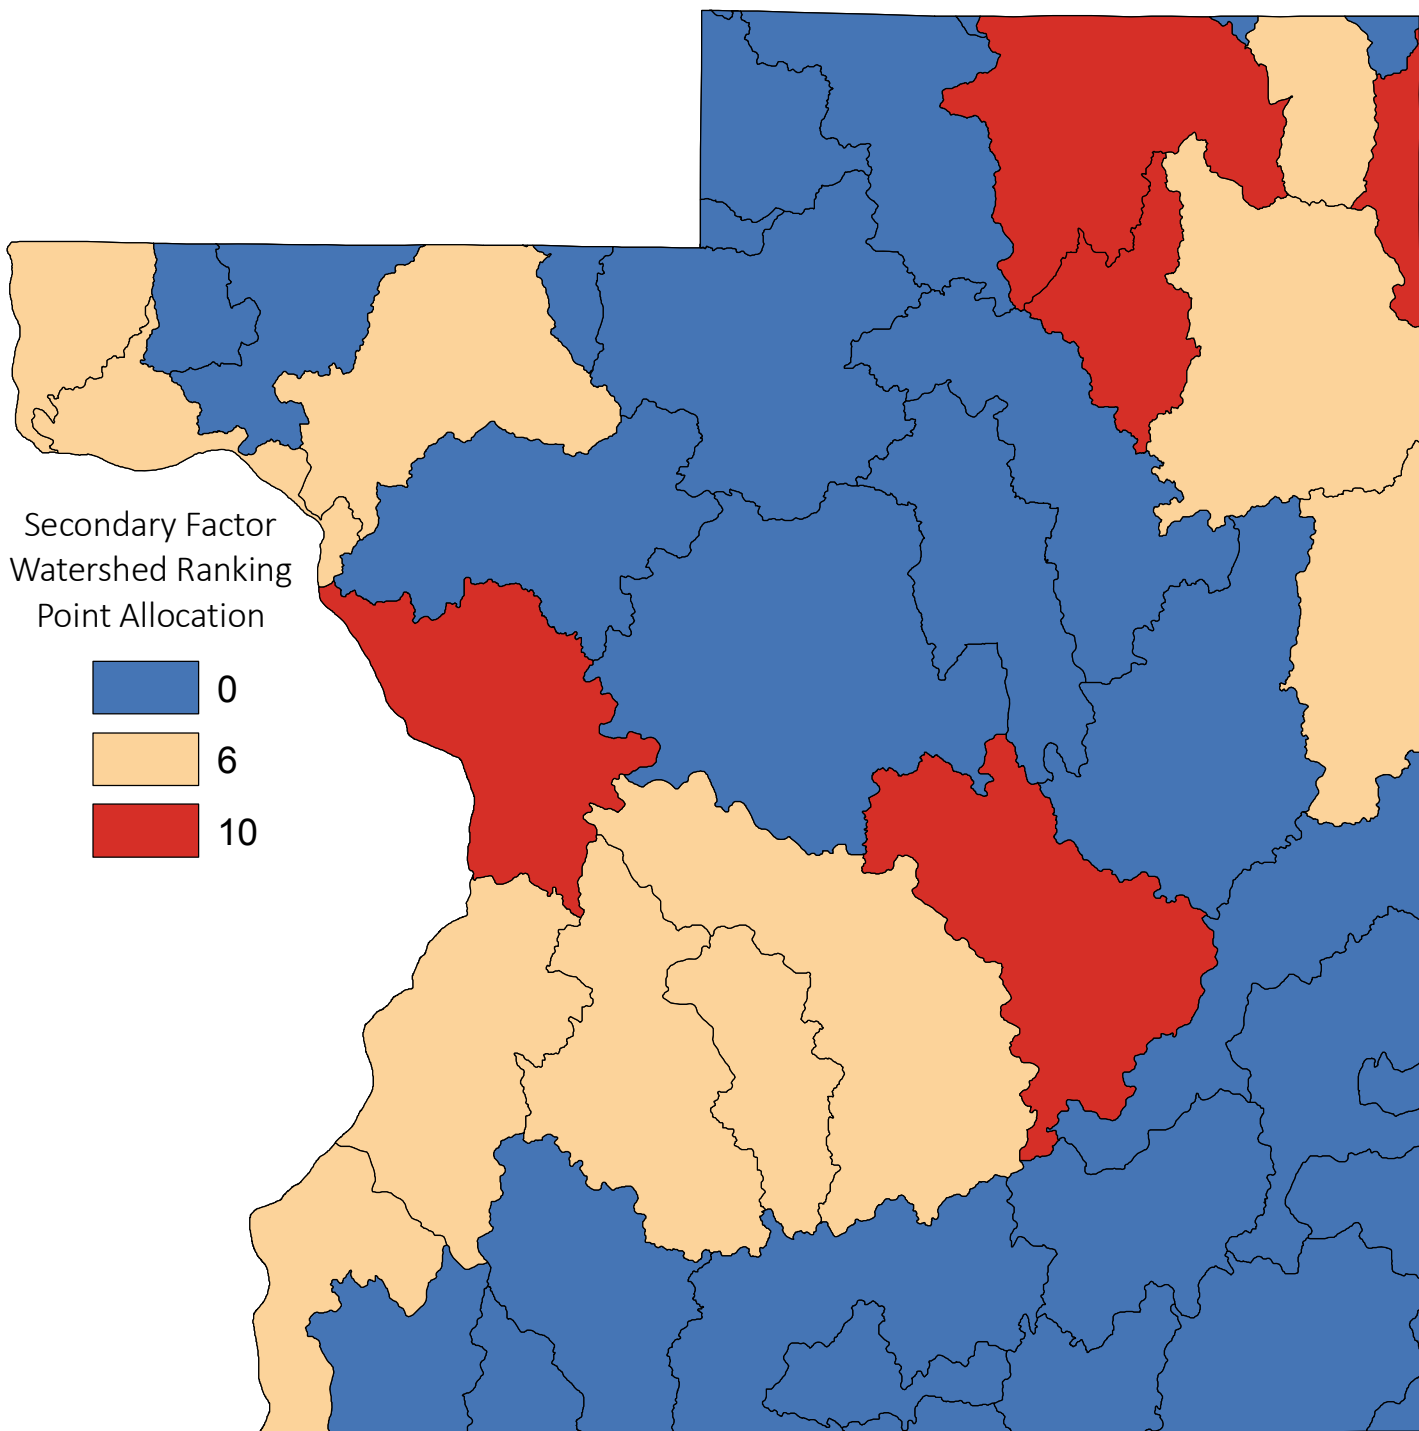 Secondary Factor
Watershed Ranking
Point Allocation
0
6
10